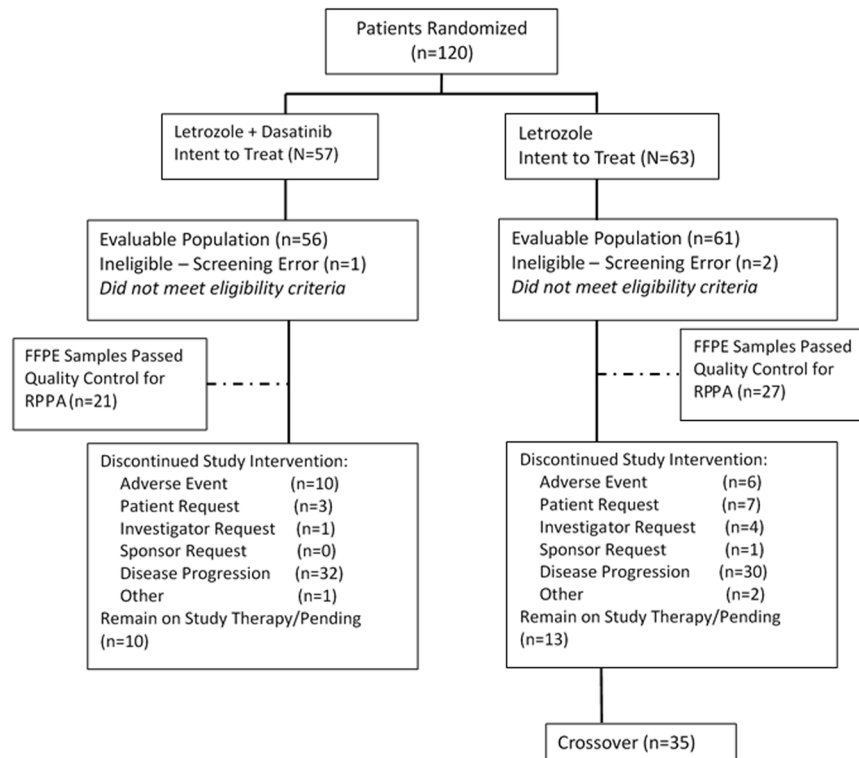 Patients Randomized
(n=120)
Letrozole + Dasatinib
Intent to Treat (N=57)
Letrozole
Intent to Treat (N=63)
Evaluable Population (n=56)
Ineligible – Screening Error (n=1)
Did not meet eligibility criteria
Evaluable Population (n=61)
Ineligible – Screening Error (n=2)
Did not meet eligibility criteria
FFPE Samples Passed
Quality Control for
RPPA (n=21)
FFPE Samples Passed
Quality Control for
RPPA (n=27)
Discontinued Study Intervention:
Adverse Event (n=10)
Patient Request (n=3)
Investigator Request (n=1)
Sponsor Request (n=0)
Disease Progression (n=32)
Other (n=1)
Remain on Study Therapy/Pending
(n=10)
Discontinued Study Intervention:
Adverse Event (n=6)
Patient Request (n=7)
Investigator Request (n=4)
Sponsor Request (n=1)
Disease Progression (n=30)
Other (n=2)
Remain on Study Therapy/Pending
(n=13)
Crossover (n=35)